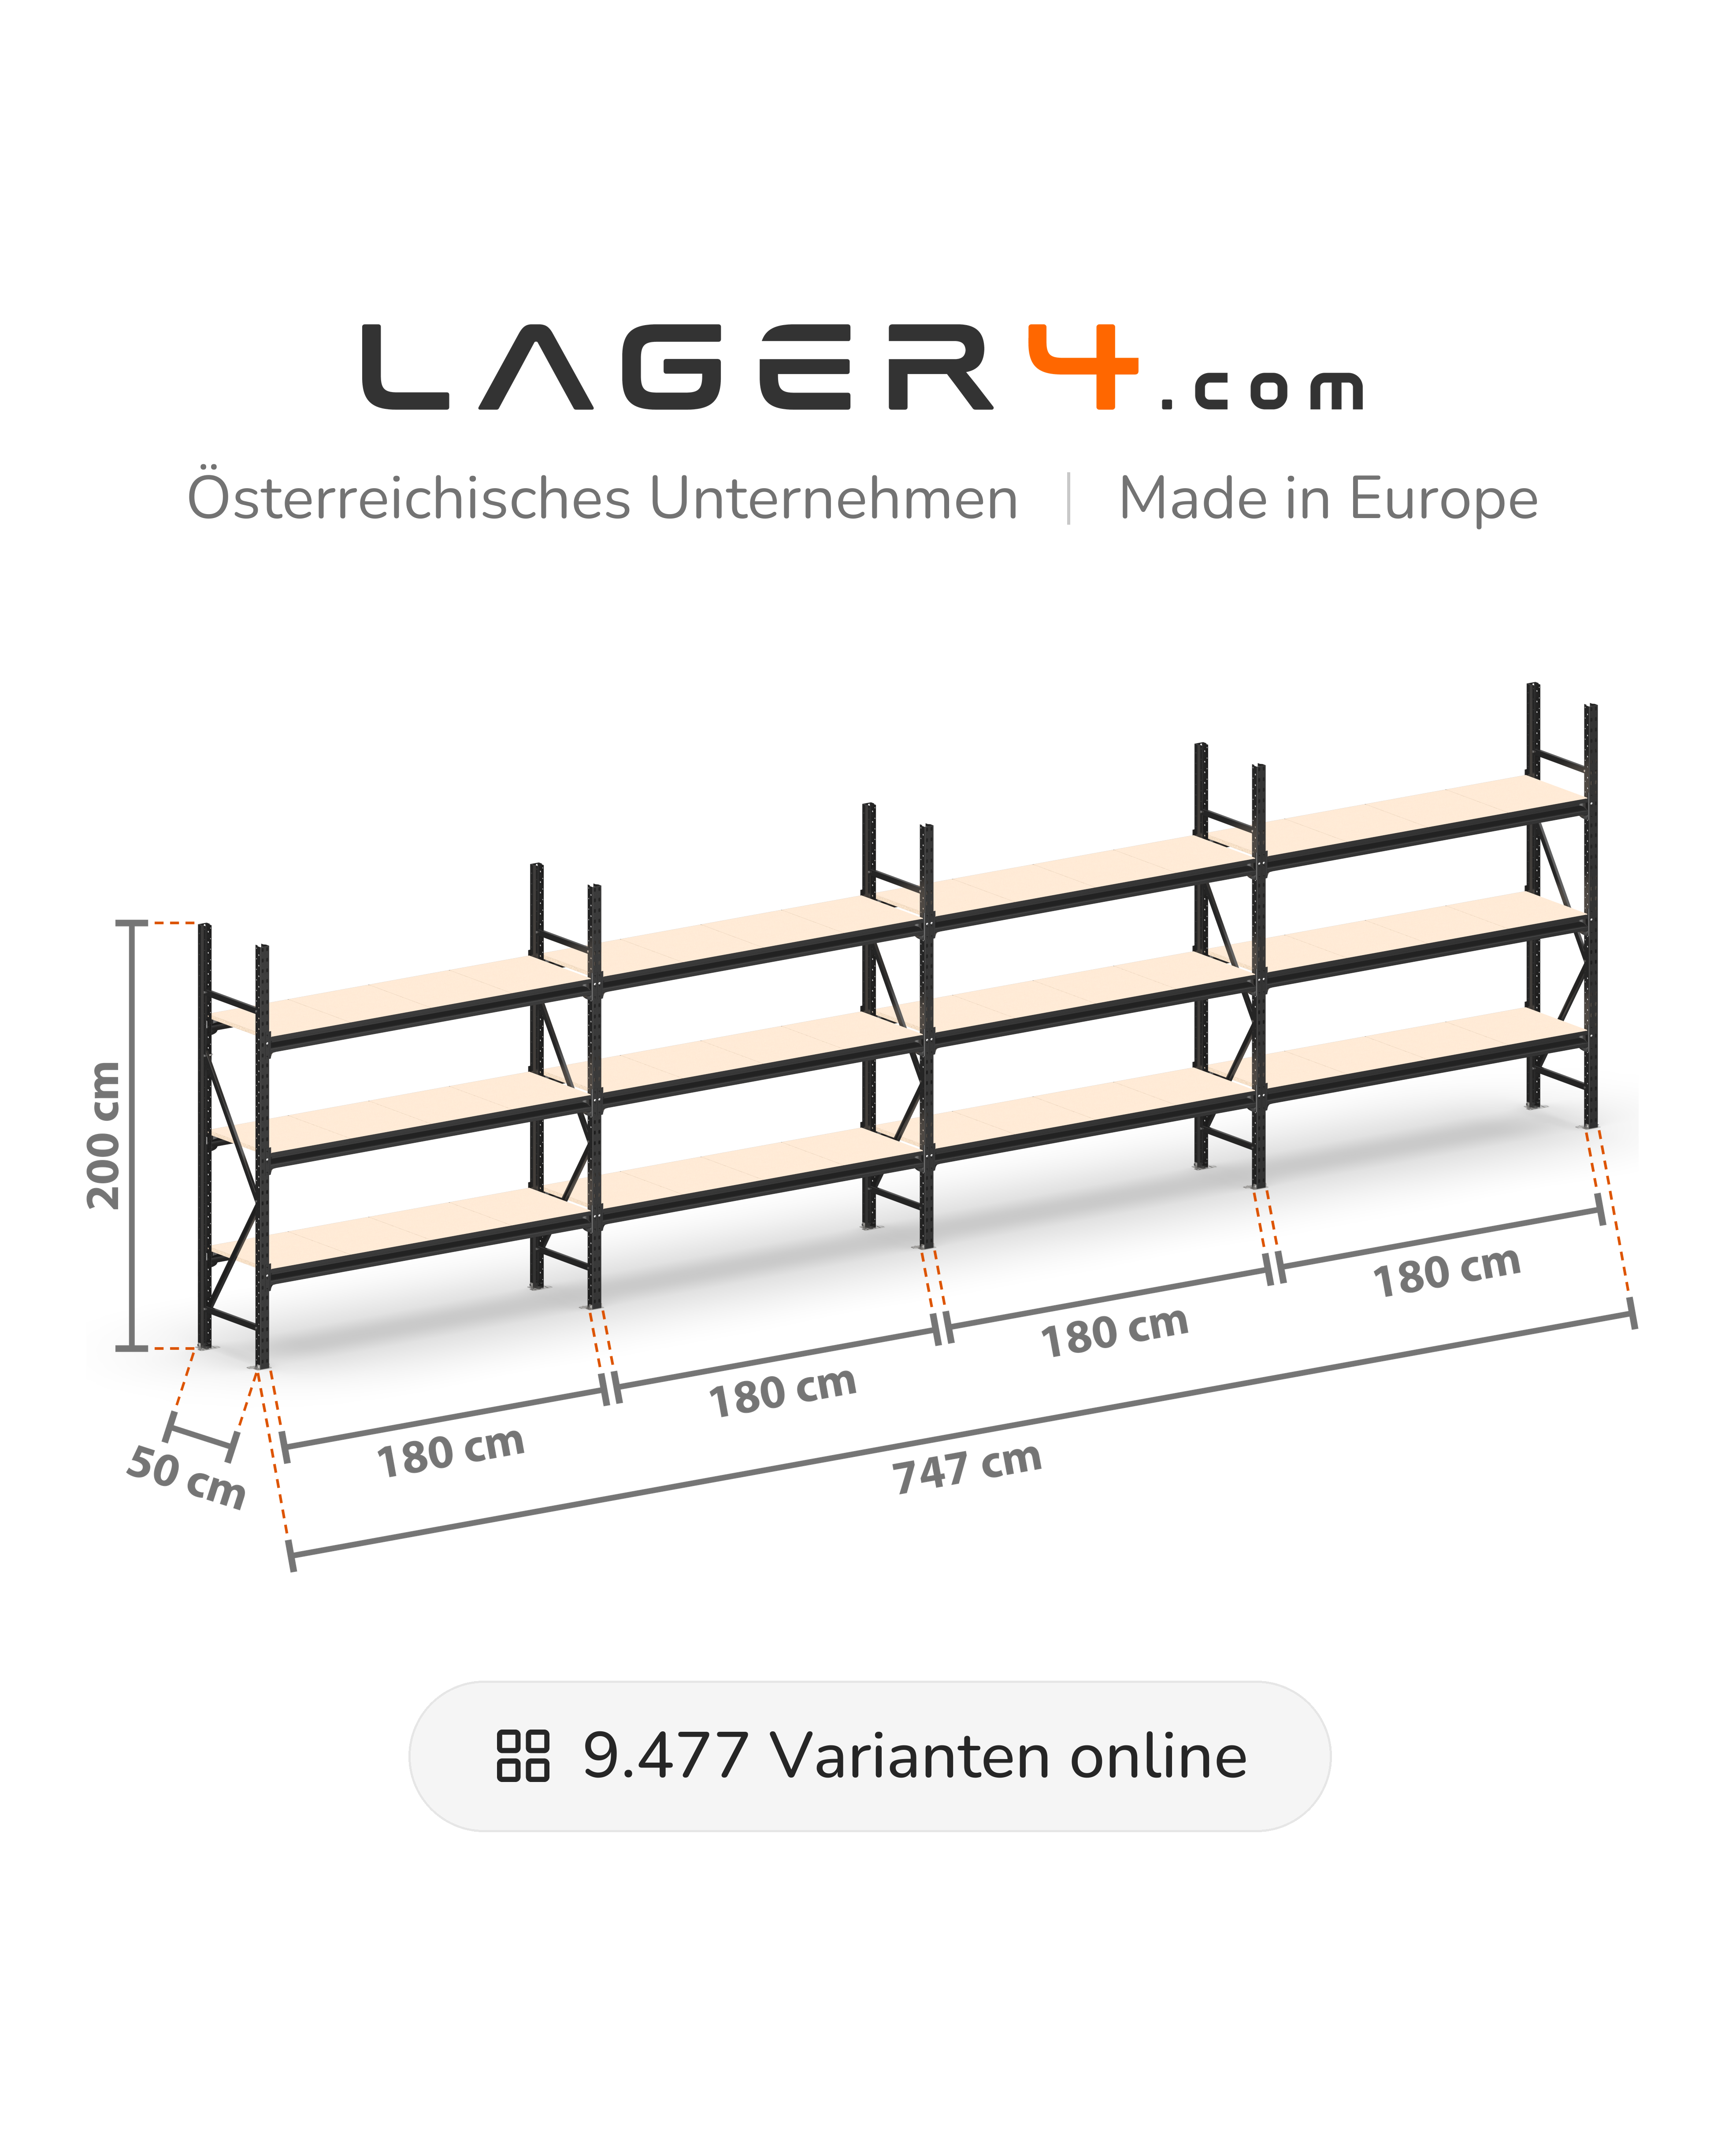 LAGER4.com
Österreichisches Unternehmen | Made in Europe
200 cm
50 cm
180 cm
180 cm
180 cm
180 cm
747 cm
9.477 Varianten online